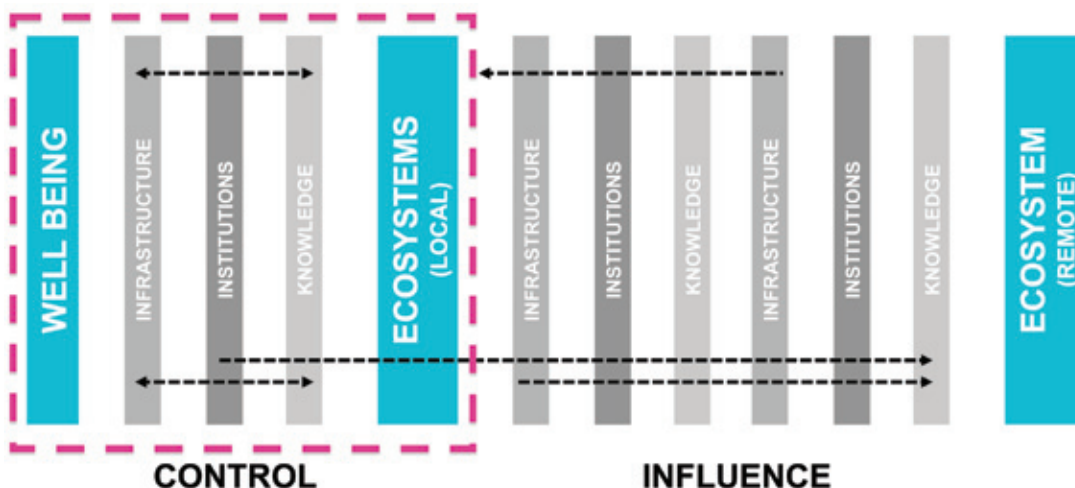 WELL BEING
INFRASTRUCTURE
INSTITUTIONS
KNOWLEDGE
ECOSYSTEMS
(LOCAL)
INFRASTRUCTURE
INSTITUTIONS
KNOWLEDGE
INFRASTRUCTURE
INSTITUTIONS
KNOWLEDGE
ECOSYSTEM
(REMOTE)
CONTROL
INFLUENCE